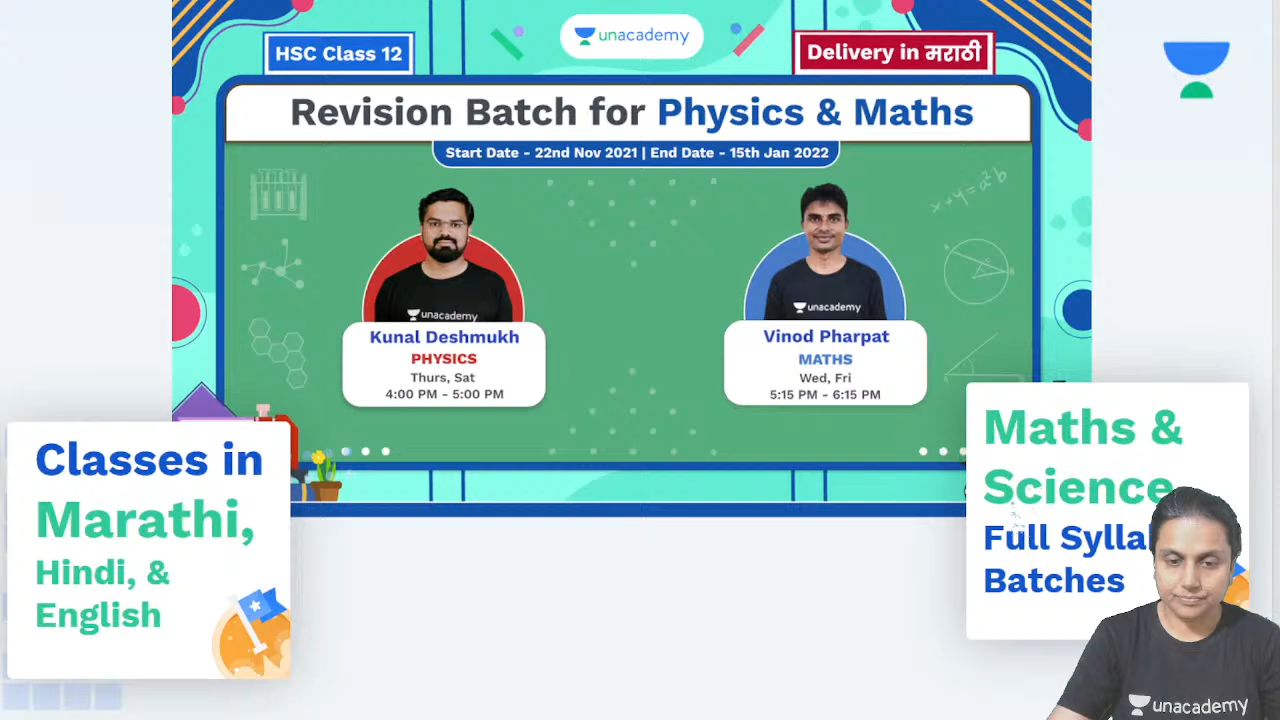 unacademy
HSC Class 12
Delivery in मराठी
Revision Batch for Physics & Maths
Start Date - 22nd Nov 2021 | End Date - 15th Jan 2022
x + y = a² b
unacademy
Kunal Deshmukh
PHYSICS
Thurs, Sat
4:00 PM - 5:00 PM
unacademy
Vinod Pharpat
MATHS
Wed, Fri
5:15 PM - 6:15 PM
Classes in
Marathi,
Hindi, &
English
Maths &
Science
Full Sylla
Batches
unacademy